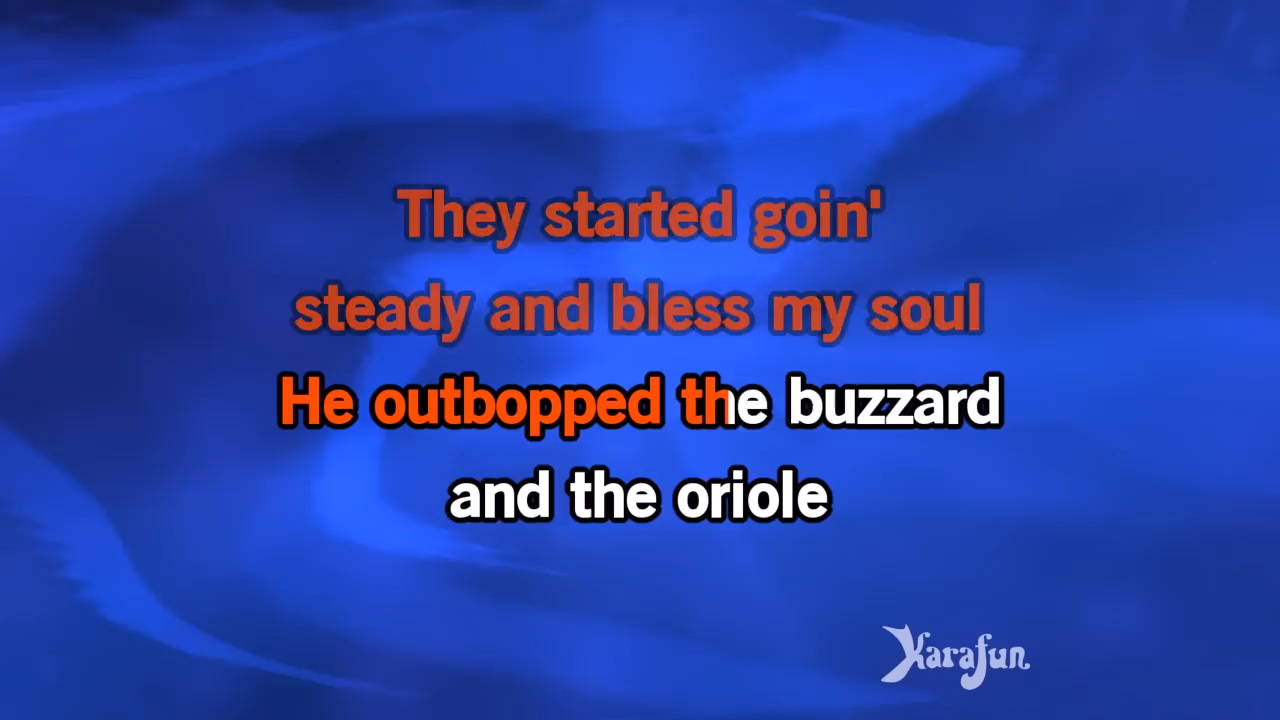 They started goin'
steady and bless my soul
He outbopped the buzzard
and the oriole
Karafun